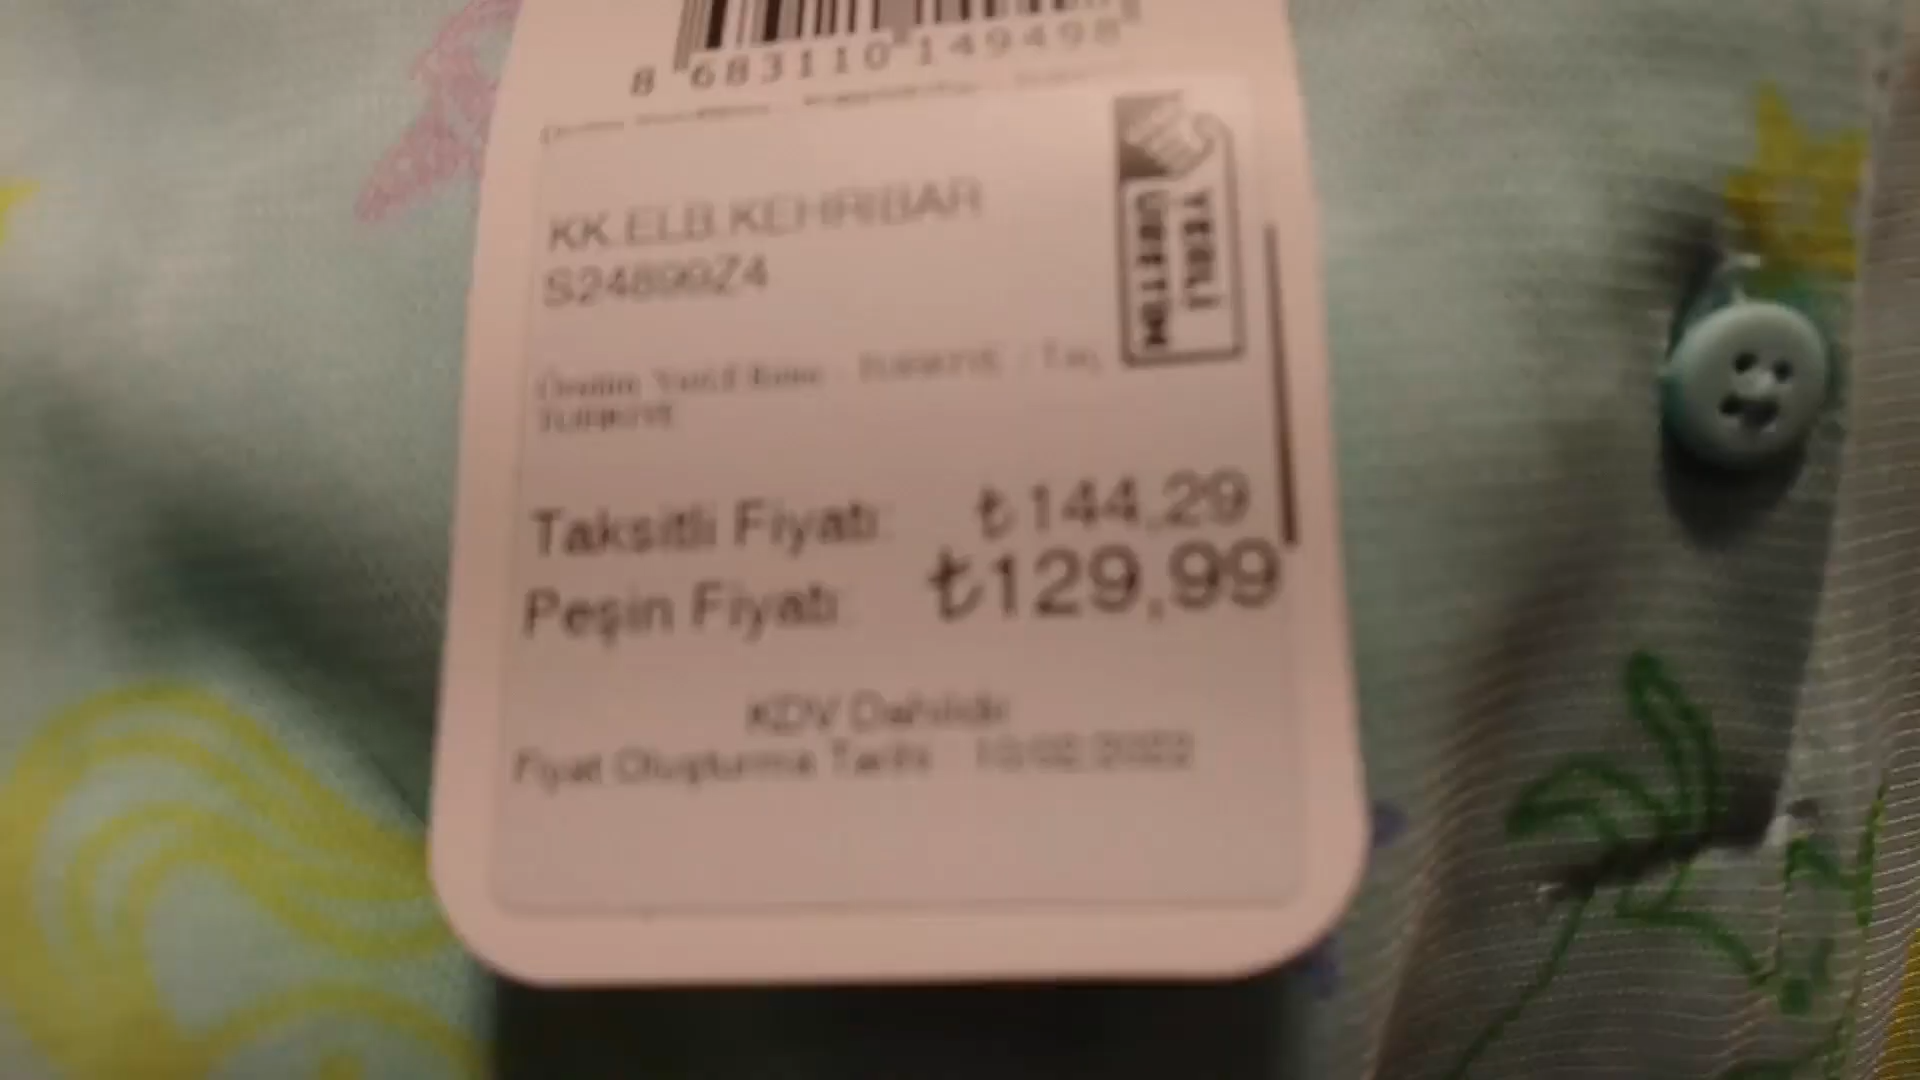 8 683110 149498
KK ELB KEHRIBAR
S24899Z4
YERLİ
ÜRETİM
Taksitli Fiyatı: ₺144,29
Peşin Fiyatı: ₺129,99
KDV Dahildir
Fiyat Oluşturma Tarihi